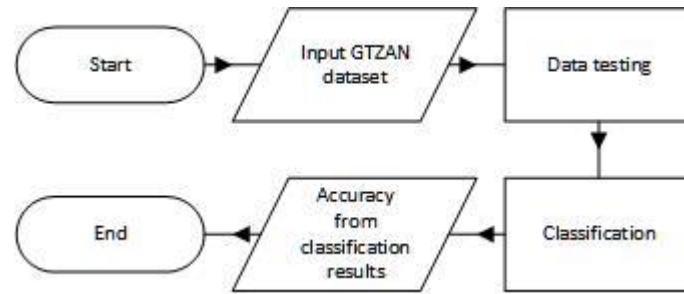 Start
Input GTZAN
dataset
Data testing
Classification
Accuracy
from
classification
results
End